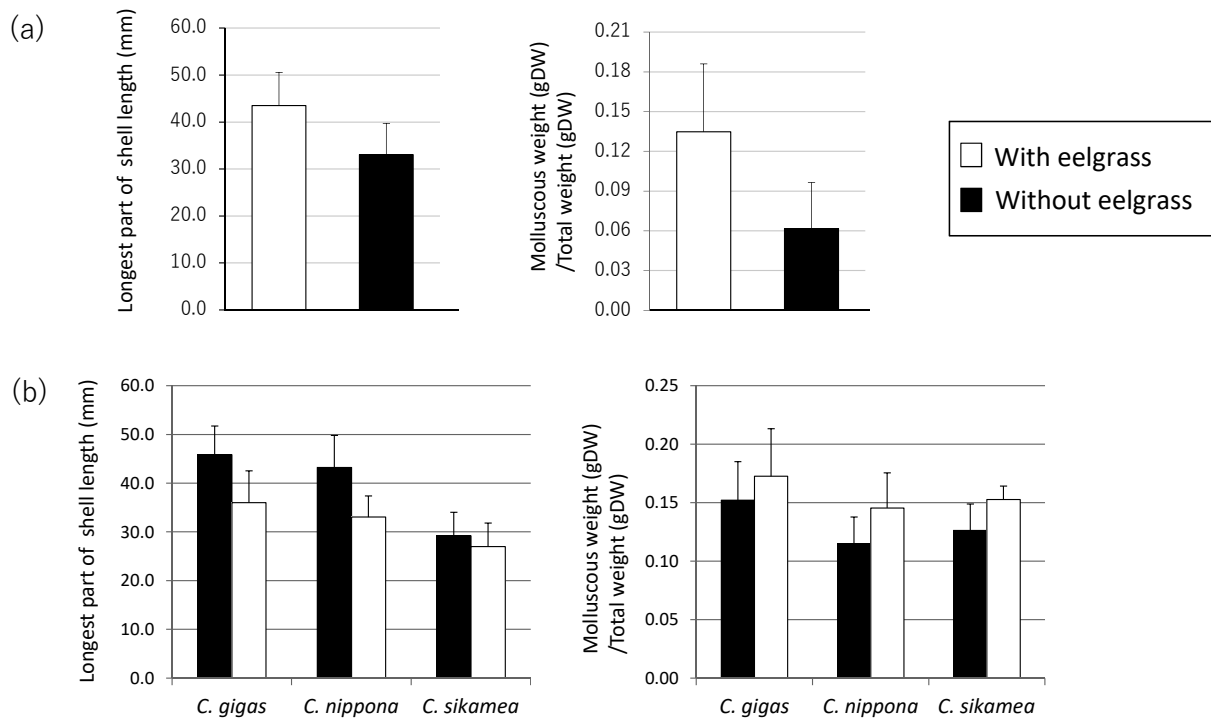 (a)
Longest part of shell length (mm)
60.0
50.0
40.0
30.0
20.0
10.0
0.0
Molluscous weight (gDW)
/Total weight (gDW)
0.21
0.18
0.15
0.12
0.09
0.06
0.03
0.00
With eelgrass
Without eelgrass
(b)
Longest part of shell length (mm)
60.0
50.0
40.0
30.0
20.0
10.0
0.0
C. gigas
C. nippona
C. sikamea
Molluscous weight (gDW)
/Total weight (gDW)
0.25
0.20
0.15
0.10
0.05
0.00
C. gigas
C. nippona
C. sikamea